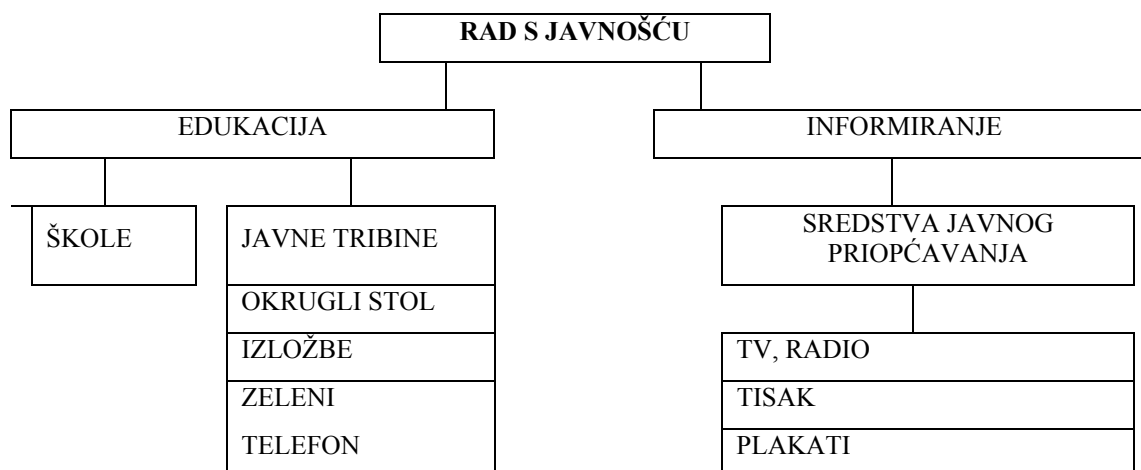 RAD S JAVNOŠĆU
EDUKACIJA
INFORMIRANJE
ŠKOLE
JAVNE TRIBINE
OKRUGLI STOL
IZLOŽBE
ZELENI
TELEFON
SREDSTVA JAVNOG
PRIOPĆAVANJA
TV, RADIO
TISAK
PLAKATI